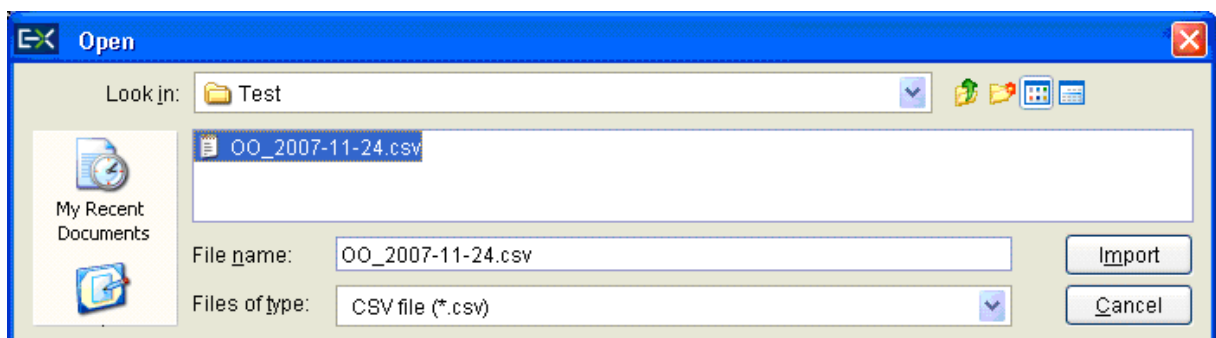 EX Open
Look in: Test
OO_2007-11-24.csv
My Recent
Documents
File name: OO_2007-11-24.csv Import
Files of type: CSV file (*.csv) Cancel